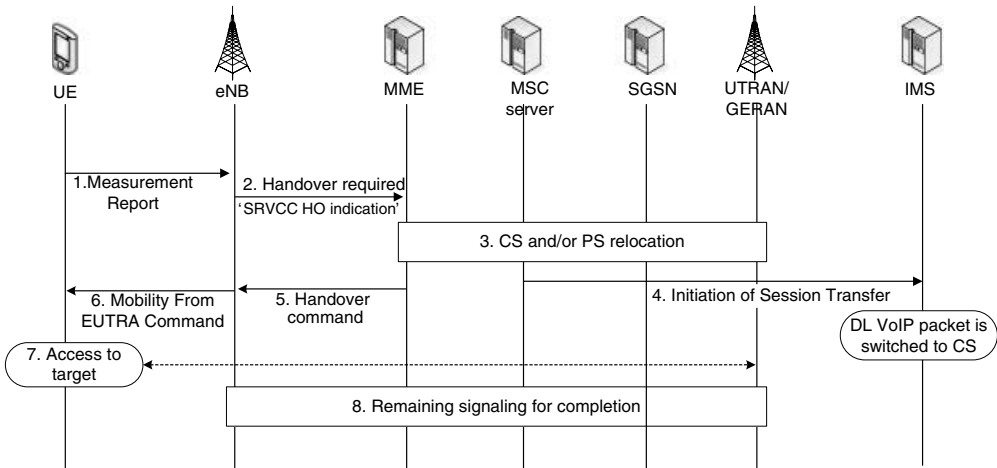 UE
eNB
MME
MSC
server
SGSN
UTRAN/
GERAN
IMS
1.Measurement
Report
2. Handover required
'SRVCC HO indication'
3. CS and/or PS relocation
4. Initiation of Session Transfer
5. Handover
command
6. Mobility From
EUTRA Command
DL VoIP packet is
switched to CS
7. Access to
target
8. Remaining signaling for completion